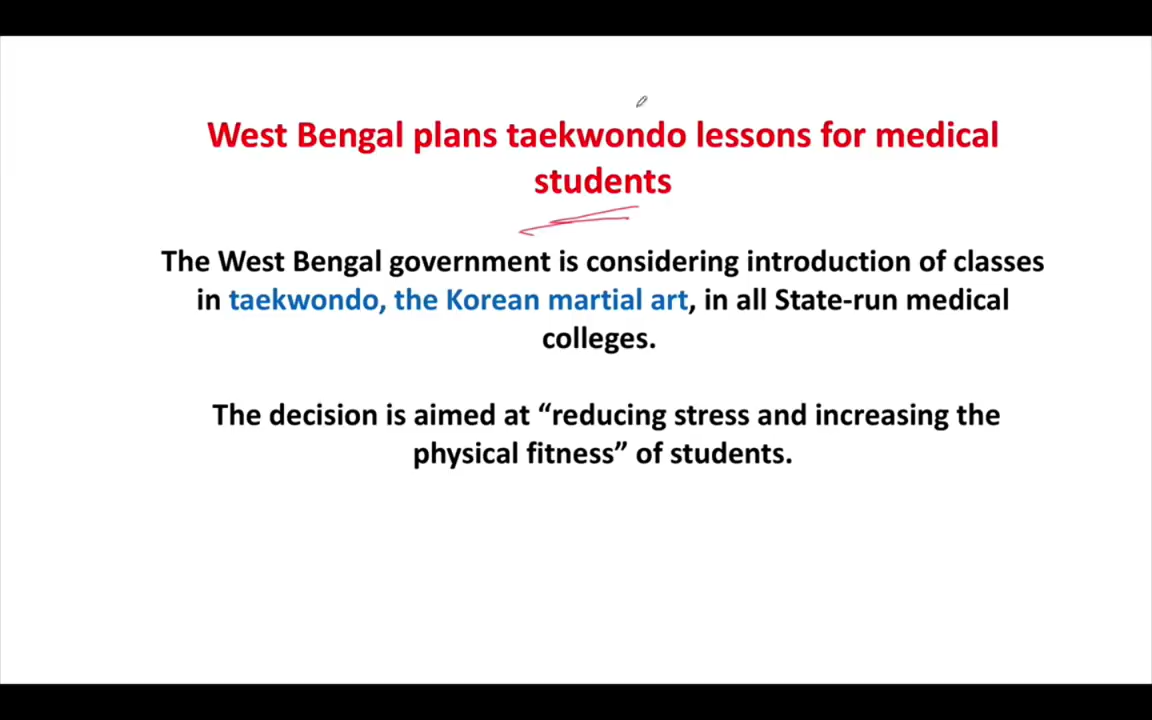 West Bengal plans taekwondo lessons for medical
students
The West Bengal government is considering introduction of classes
in taekwondo, the Korean martial art, in all State-run medical
colleges.
The decision is aimed at “reducing stress and increasing the
physical fitness” of students.